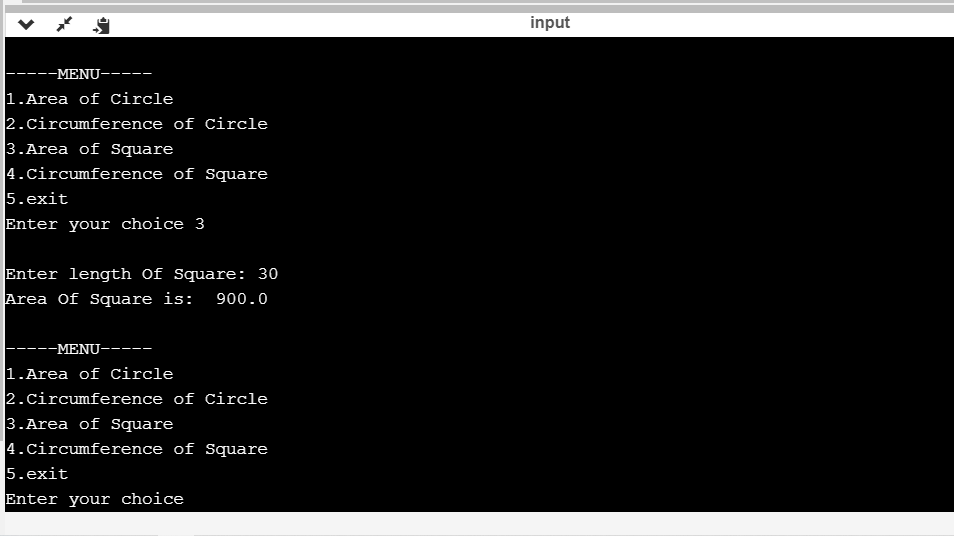 input
-----MENU-----
1.Area of Circle
2.Circumference of Circle
3.Area of Square
4.Circumference of Square
5.exit
Enter your choice 3
Enter length Of Square: 30
Area Of Square is:  900.0
-----MENU-----
1.Area of Circle
2.Circumference of Circle
3.Area of Square
4.Circumference of Square
5.exit
Enter your choice